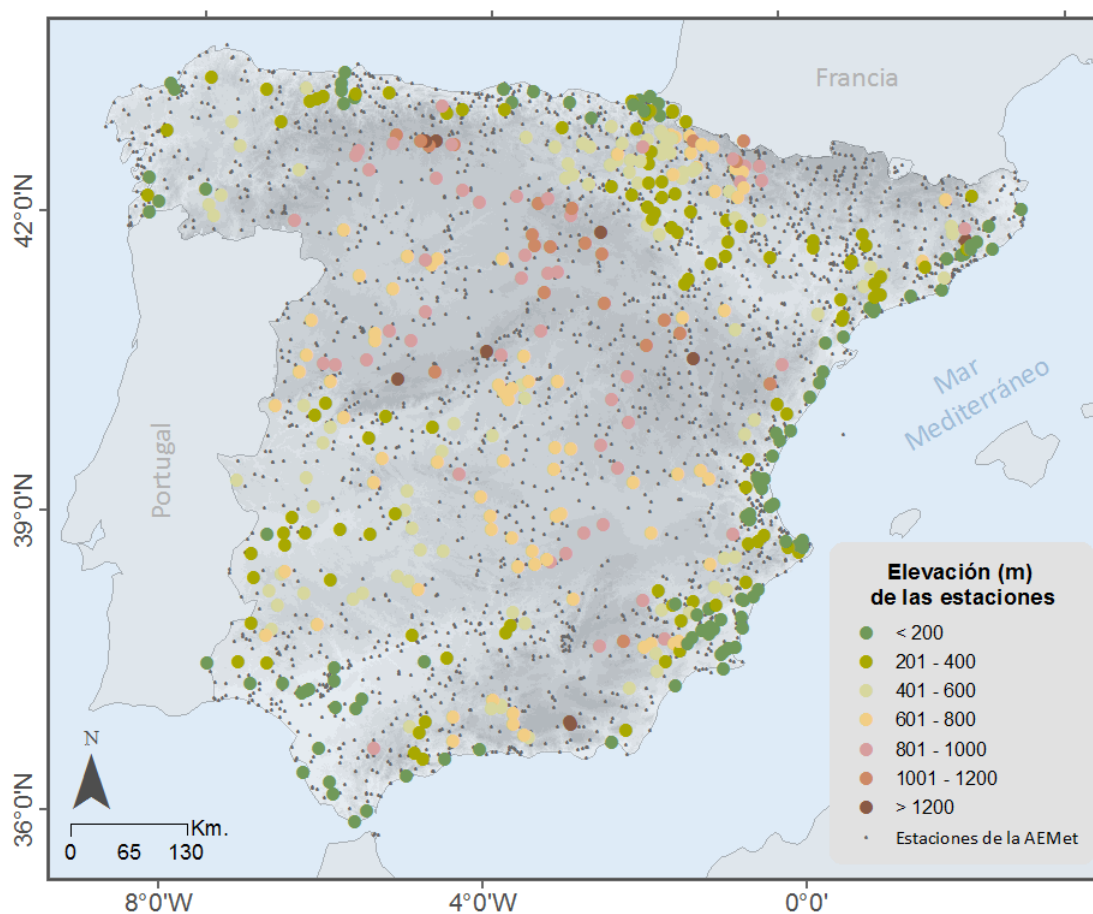 Francia
42°0'N
Mar
Mediterráneo
Portugal
39°0'N
Elevación (m)
de las estaciones
< 200
201 - 400
401 - 600
601 - 800
801 - 1000
1001 - 1200
> 1200
Estaciones de la AEMet
N
36°0'N
Km.
0 65 130
8°0'W 4°0'W 0°0'